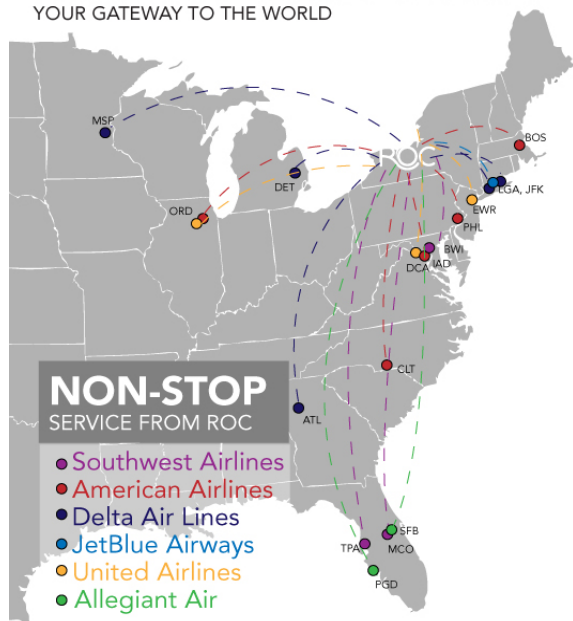 YOUR GATEWAY TO THE WORLD
MSP
BOS
ROC
DET
LGA, JFK
EWR
ORD
PHL
BWI
DCA IAD
CLT
NON-STOP
SERVICE FROM ROC
ATL
Southwest Airlines
American Airlines
Delta Air Lines
JetBlue Airways
SFB
TPA MCO
United Airlines
PGD
Allegiant Air